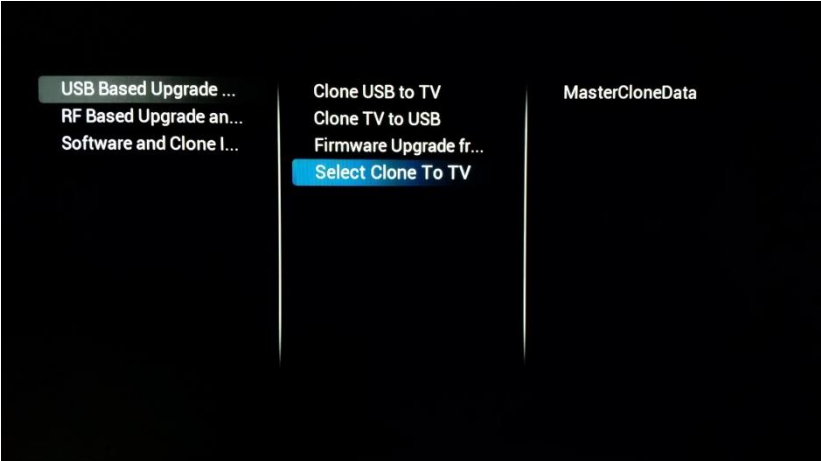 USB Based Upgrade ...
RF Based Upgrade an...
Software and Clone I...
Clone USB to TV
Clone TV to USB
Firmware Upgrade fr...
Select Clone To TV
MasterCloneData